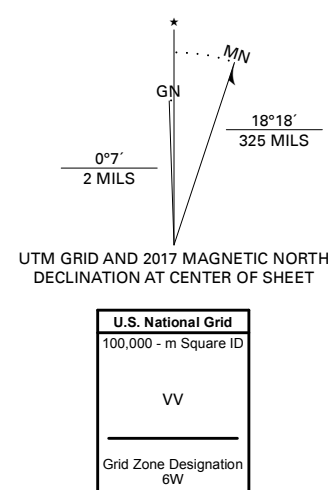 ★
MN
GN
18°18´
325 MILS
0°7´
2 MILS
UTM GRID AND 2017 MAGNETIC NORTH
DECLINATION AT CENTER OF SHEET
U.S. National Grid
100,000 - m Square ID
VV
Grid Zone Designation
6W